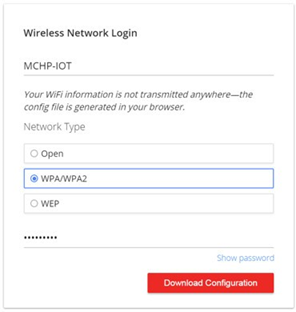 Wireless Network Login
MCHP-IOT
Your WiFi information is not transmitted anywhere—the
config file is generated in your browser.
Network Type
Open
WPA/WPA2
WEP
•••••••••
Show password
Download Configuration